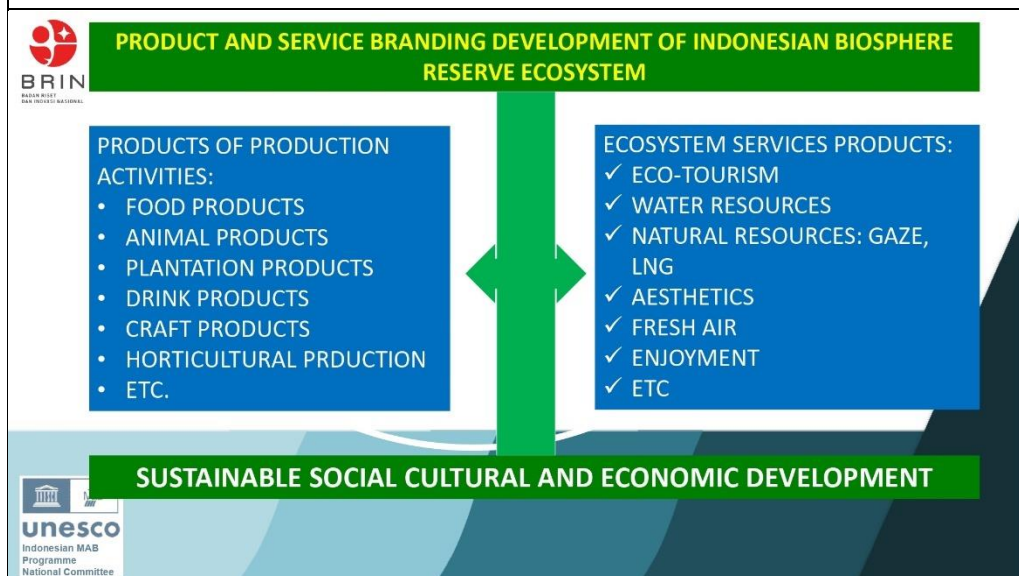 PRODUCT AND SERVICE BRANDING DEVELOPMENT OF INDONESIAN BIOSPHERE
RESERVE ECOSYSTEM
BRIN
BADAN RISET
DAN INOVASI NASIONAL
PRODUCTS OF PRODUCTION
ACTIVITIES:
• FOOD PRODUCTS
• ANIMAL PRODUCTS
• PLANTATION PRODUCTS
• DRINK PRODUCTS
• CRAFT PRODUCTS
• HORTICULTURAL PRDUCTION
• ETC.
ECOSYSTEM SERVICES PRODUCTS:
✓ ECO-TOURISM
✓ WATER RESOURCES
✓ NATURAL RESOURCES: GAZE,
LNG
✓ AESTHETICS
✓ FRESH AIR
✓ ENJOYMENT
✓ ETC
SUSTAINABLE SOCIAL CULTURAL AND ECONOMIC DEVELOPMENT
unesco
Indonesian MAB
Programme
National Committee